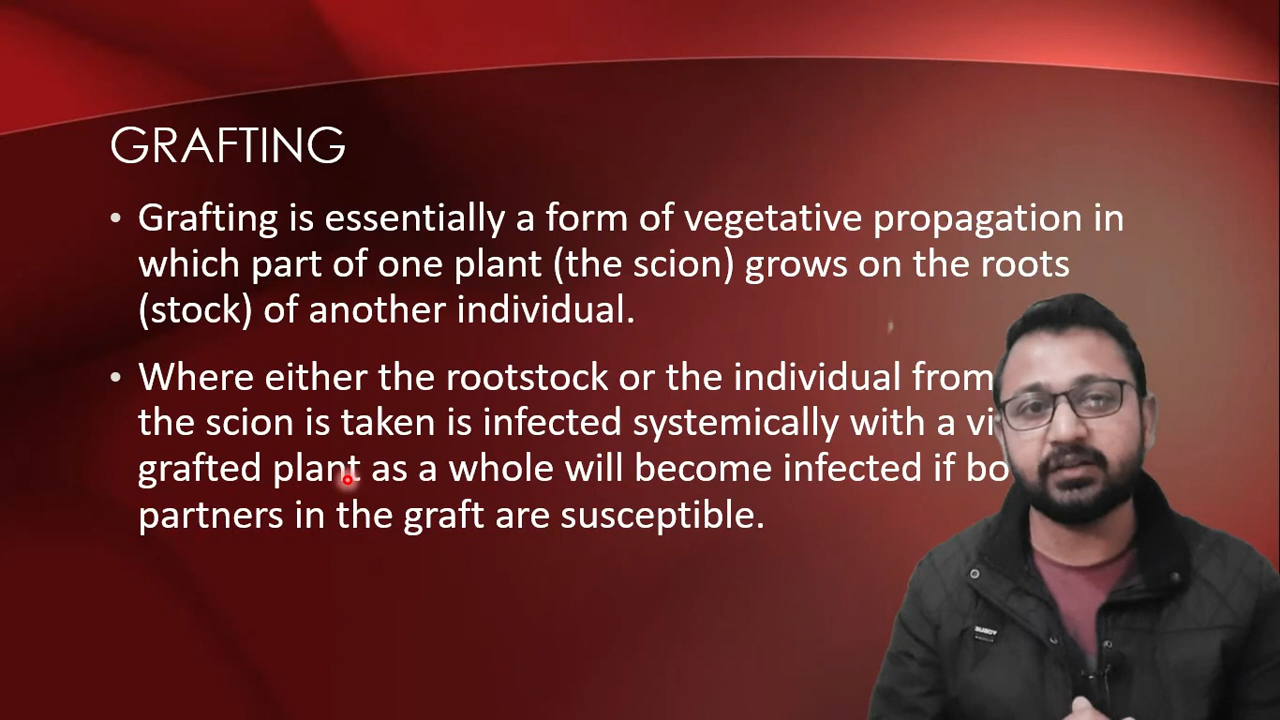 GRAFTING
• Grafting is essentially a form of vegetative propagation in
which part of one plant (the scion) grows on the roots
(stock) of another individual.
• Where either the rootstock or the individual from
the scion is taken is infected systemically with a
grafted plant as a whole will become infected if
partners in the graft are susceptible.